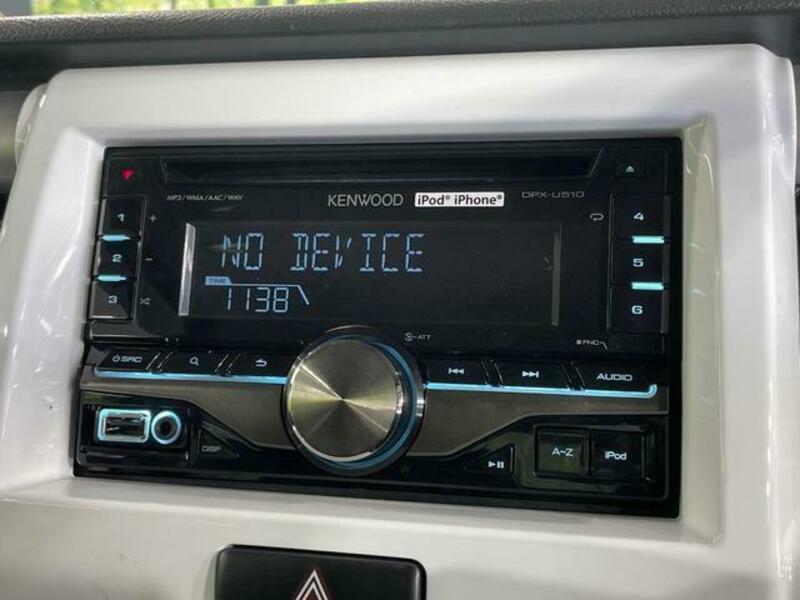 MP3/WMA/AAC/WAV
KENWOOD iPod® iPhone® DPX-U510
1 + 4
2 - 5
3 6
NO DEVICE
TIME
1138
ATT
FNC
SRC AUDIO
DISP A~Z iPod